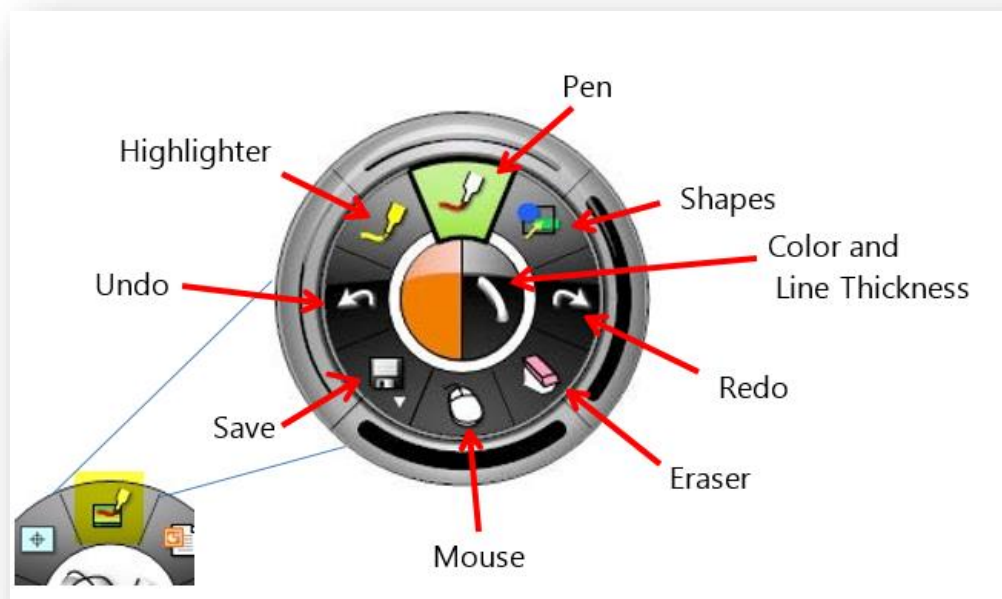 Pen
Highlighter
Shapes
Color and
Line Thickness
Undo
Redo
Save
Eraser
Mouse